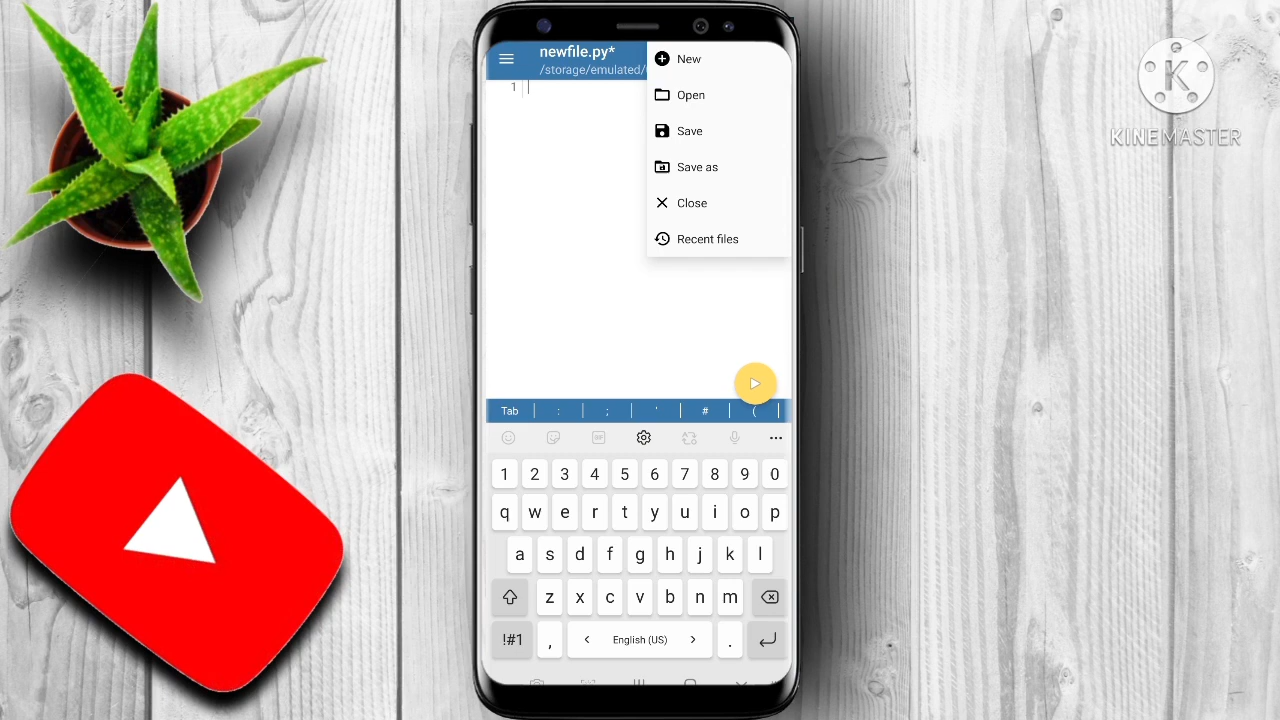 newfile.py*
/storage/emulated/
New
Open
Save
Save as
Close
Recent files
K
KINEMASTER
1
Tab : ; ' # (
GIF
1 2 3 4 5 6 7 8 9 0
q w e r t y u i o p
a s d f g h j k l
z x c v b n m
!#1 , < English (US) > .